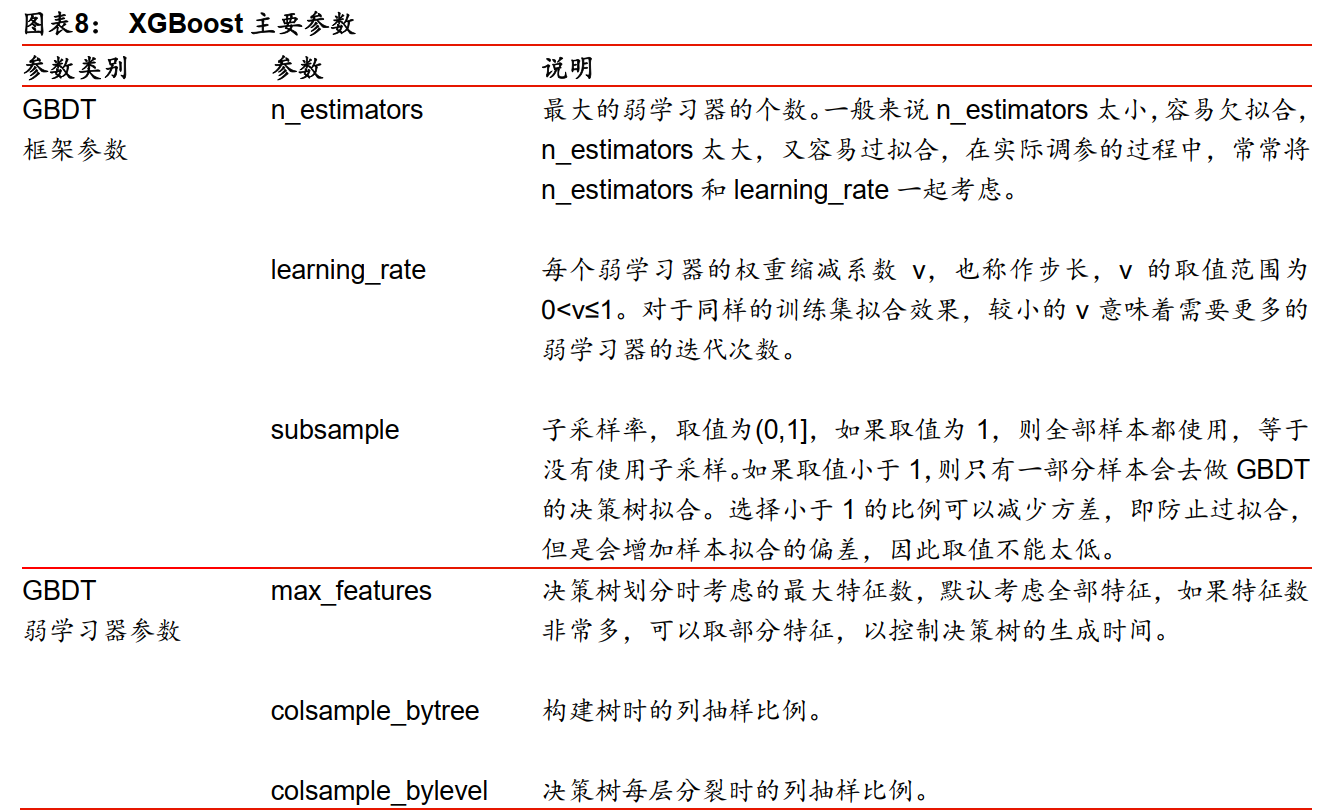 图表8： XGBoost 主要参数
参数类别 参数 说明
GBDT n_estimators 最大的弱学习器的个数。一般来说 n_estimators 太小，容易欠拟合，
框架参数 n_estimators 太大，又容易过拟合，在实际调参的过程中，常常将
n_estimators 和 learning_rate 一起考虑。
learning_rate 每个弱学习器的权重缩减系数 v，也称作步长，v 的取值范围为
0<v≤1。对于同样的训练集拟合效果，较小的 v 意味着需要更多的
弱学习器的迭代次数。
subsample 子采样率，取值为(0,1]，如果取值为 1，则全部样本都使用，等于
没有使用子采样。如果取值小于 1，则只有一部分样本会去做 GBDT
的决策树拟合。选择小于 1 的比例可以减少方差，即防止过拟合，
但是会增加样本拟合的偏差，因此取值不能太低。
GBDT max_features 决策树划分时考虑的最大特征数，默认考虑全部特征，如果特征数
弱学习器参数 非常多，可以取部分特征，以控制决策树的生成时间。
colsample_bytree 构建树时的列抽样比例。
colsample_bylevel 决策树每层分裂时的列抽样比例。